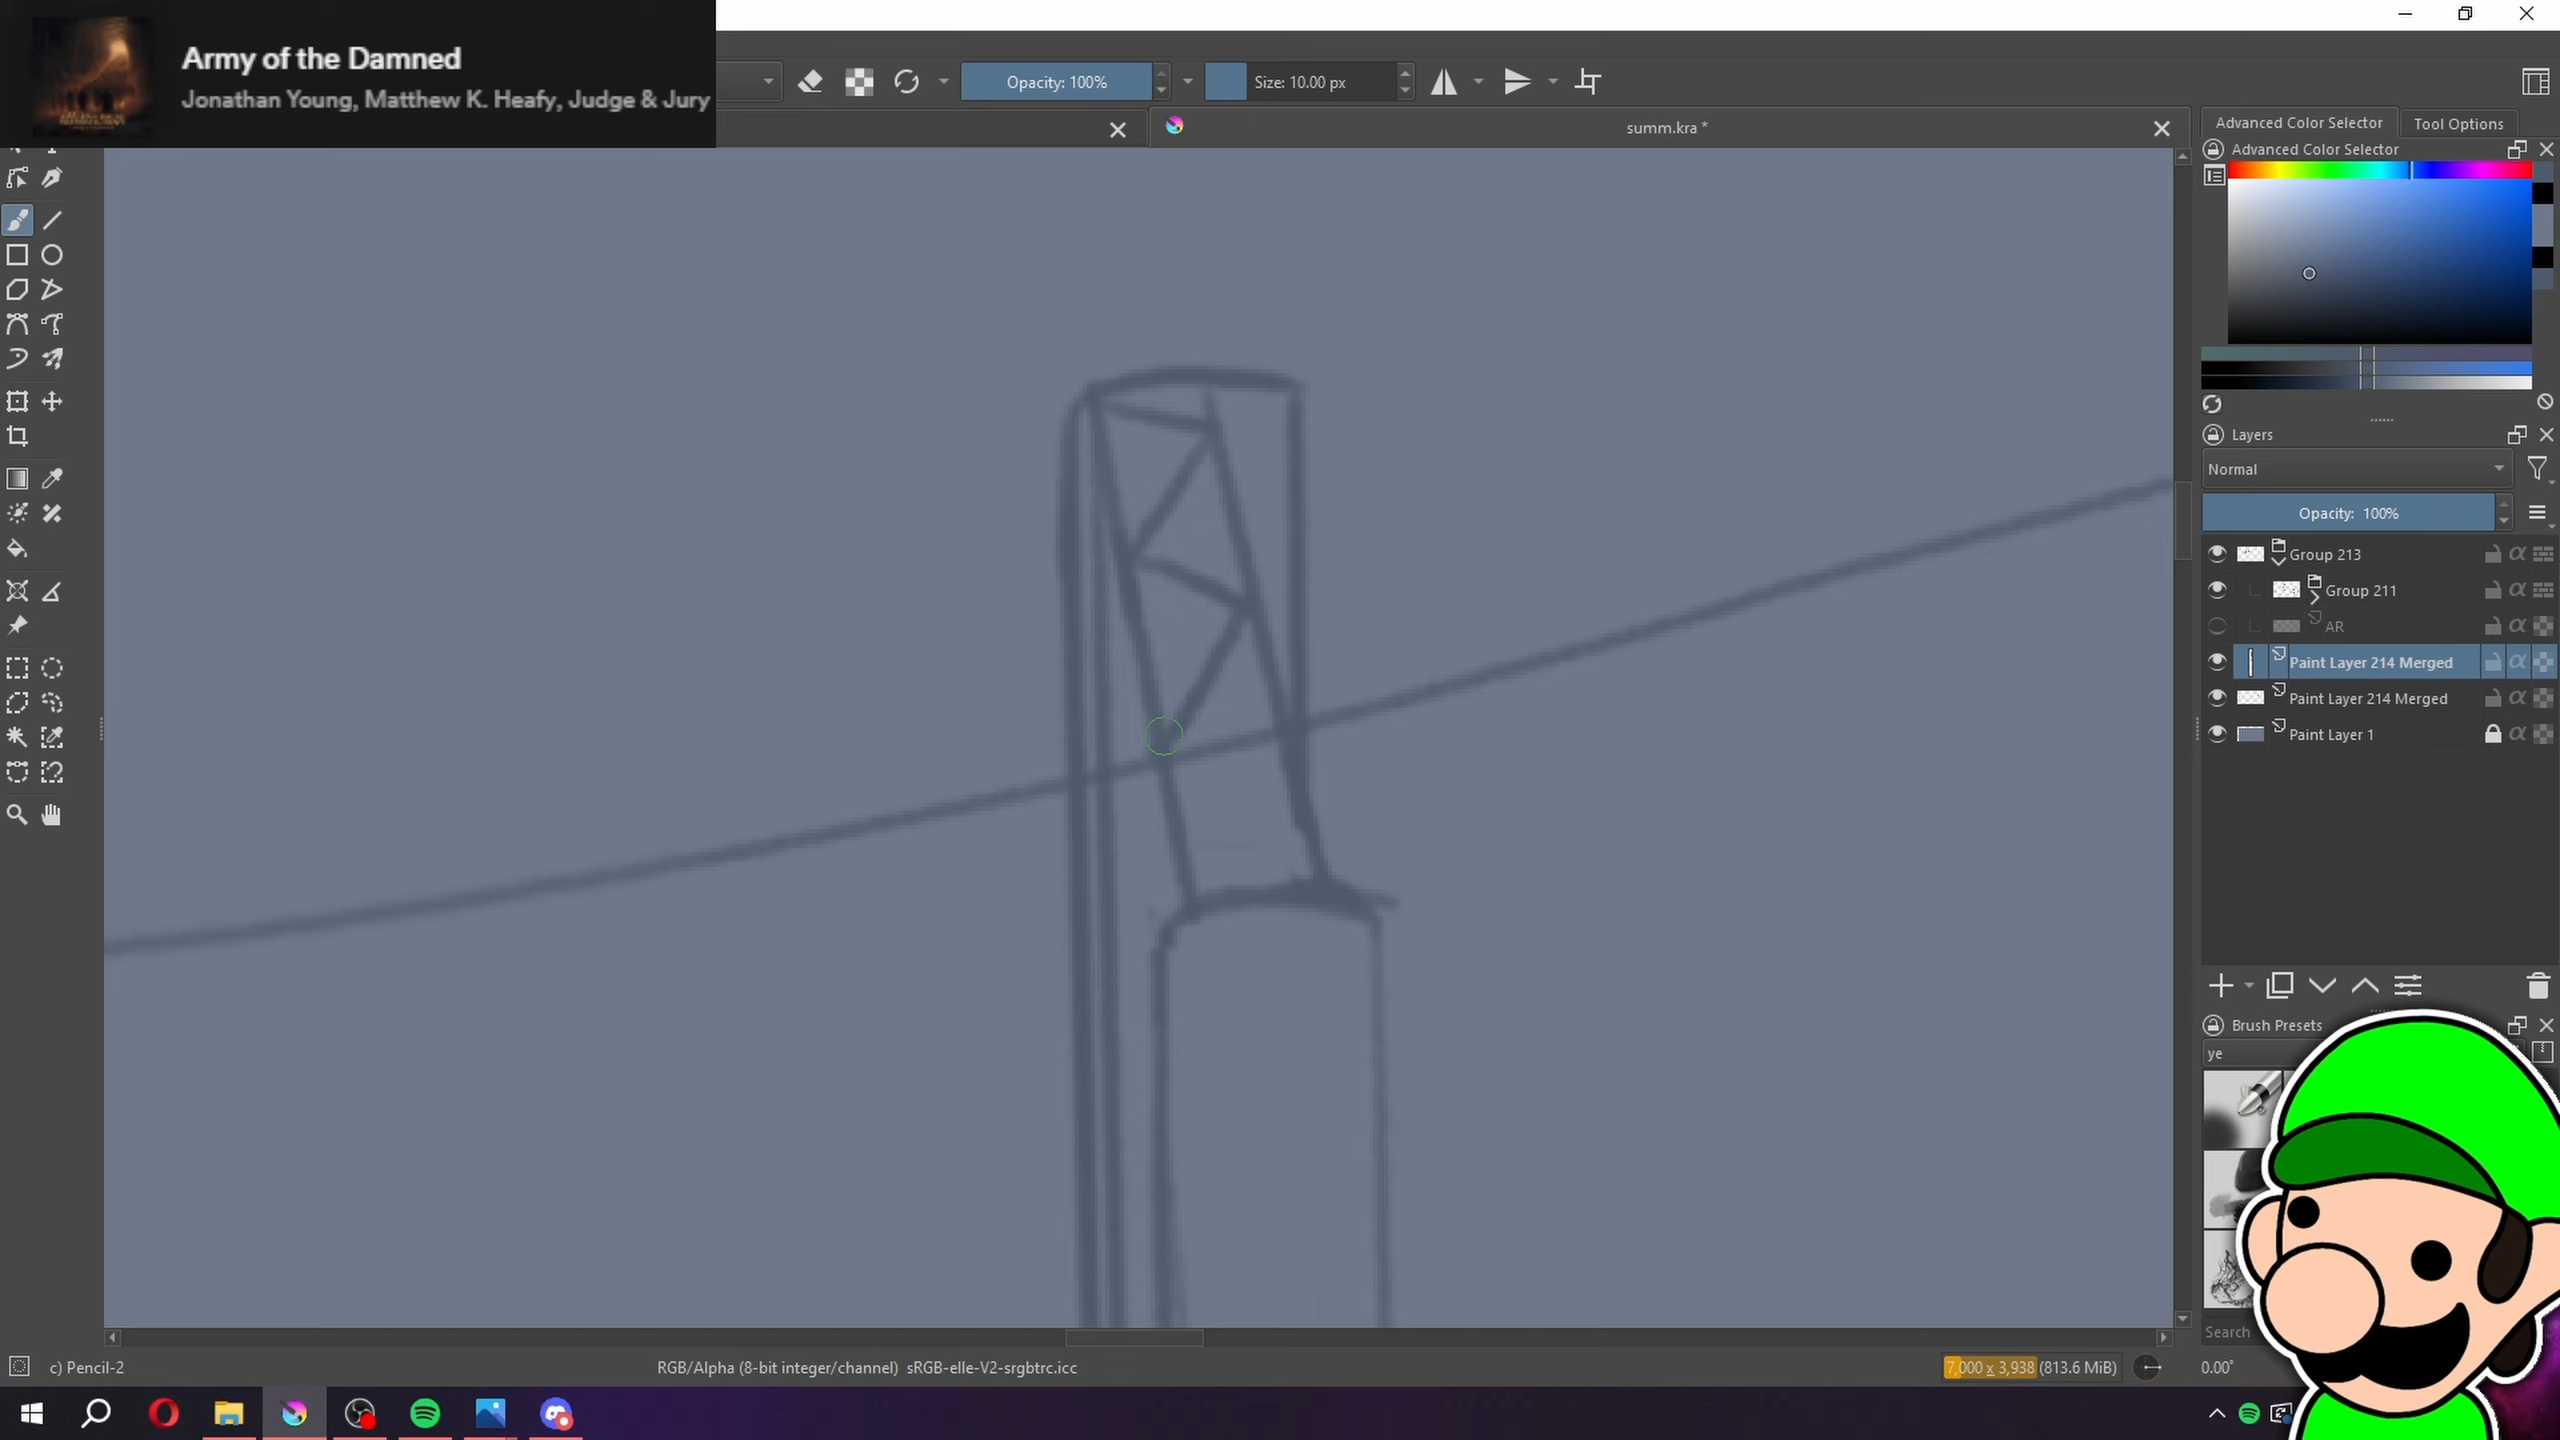 Army of the Damned
Jonathan Young, Matthew K. Heafy, Judge & Jury
Opacity: 100%
Size: 10.00 px
summ.kra *
Advanced Color Selector
Tool Options
Advanced Color Selector
Layers
Normal
Opacity: 100%
Group 213
Group 211
AR
Paint Layer 214 Merged
Paint Layer 214 Merged
Paint Layer 1
Brush Presets
ye
Search
c) Pencil-2
RGB/Alpha (8-bit integer/channel) sRGB-elle-V2-srgbtrc.icc
7,000 x 3,938 (813.6 MiB)
0.00°